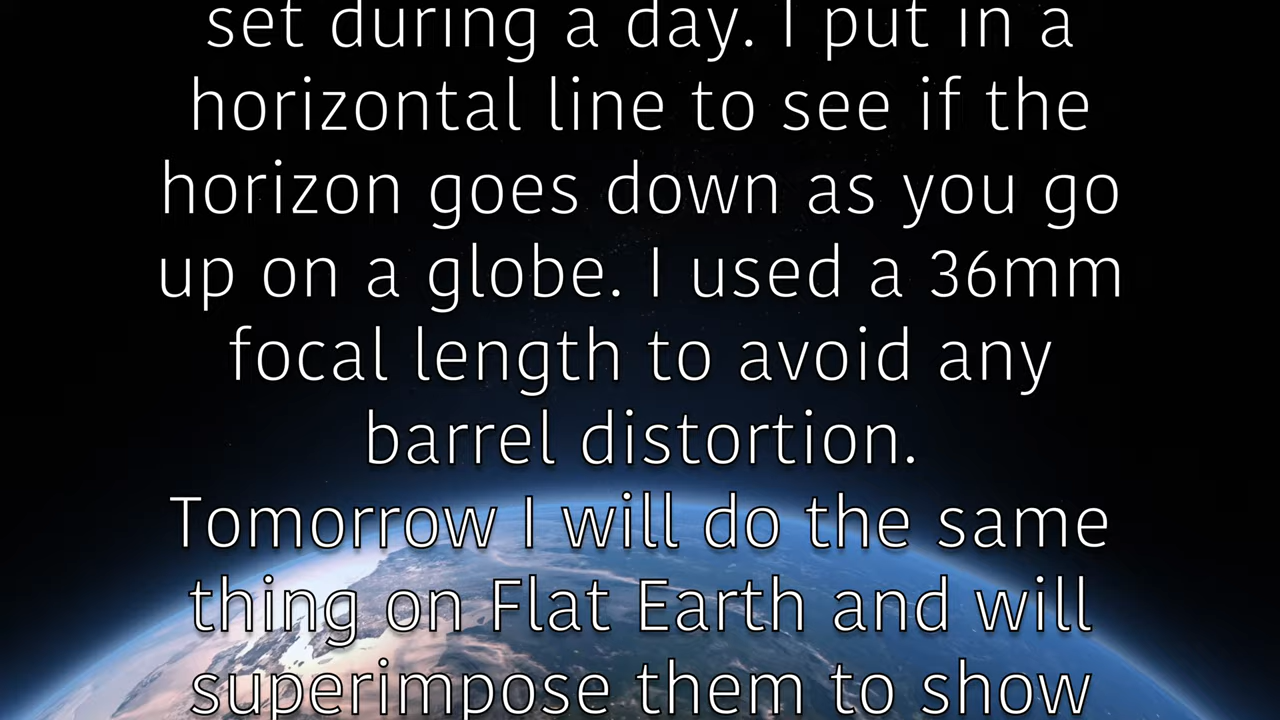 set during a day. I put in a
horizontal line to see if the
horizon goes down as you go
up on a globe. I used a 36mm
focal length to avoid any
barrel distortion.
Tomorrow I will do the same
thing on Flat Earth and will
superimpose them to show